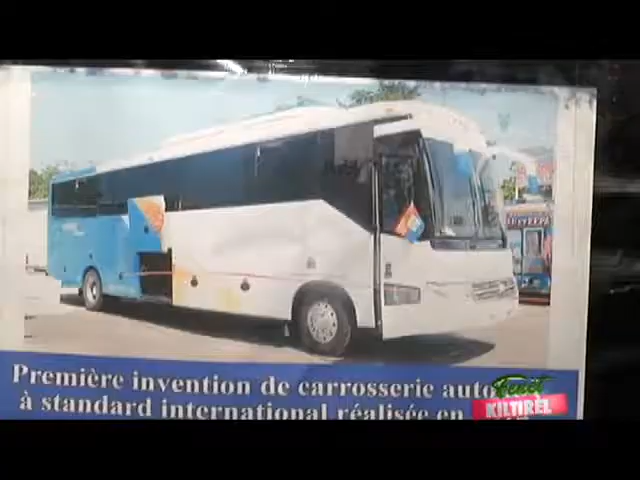 Première invention de carrosserie auto
à standard international réalisée en
KILTIREL